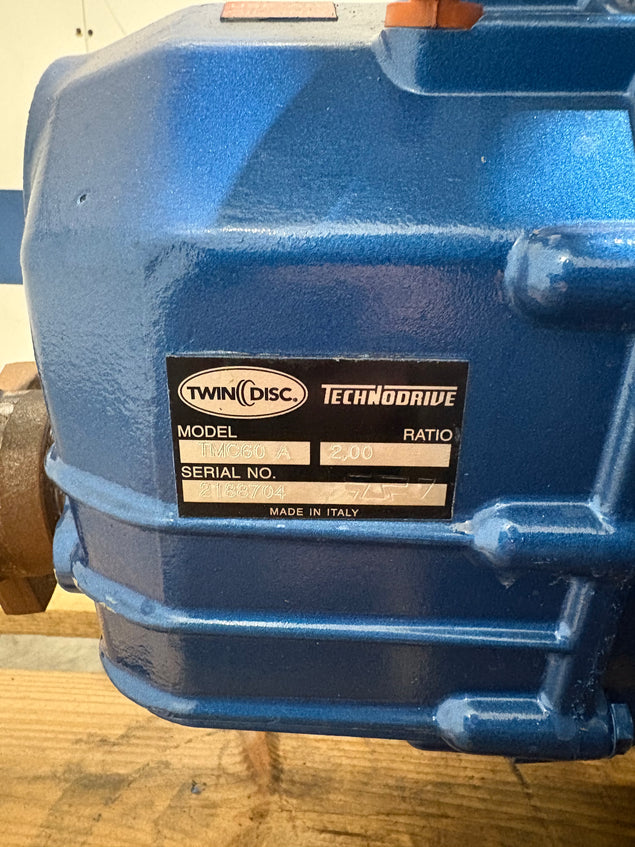 TWIN DISC®
TECHNODRIVE
MODEL
RATIO
TMC60 A
2,00
SERIAL NO.
2188704
MADE IN ITALY